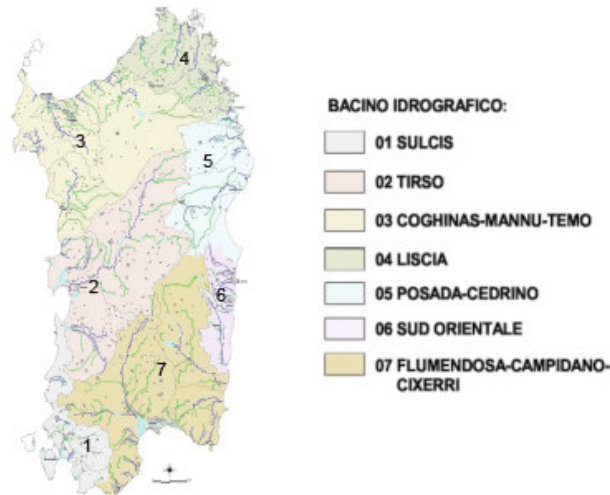 4
3
5
2
6
7
1
BACINO IDROGRAFICO:
01 SULCIS
02 TIRSO
03 COGHINAS-MANNU-TEMO
04 LISCIA
05 POSADA-CEDRINO
06 SUD ORIENTALE
07 FLUMENDOSA-CAMPIDANO-
CIXERRI